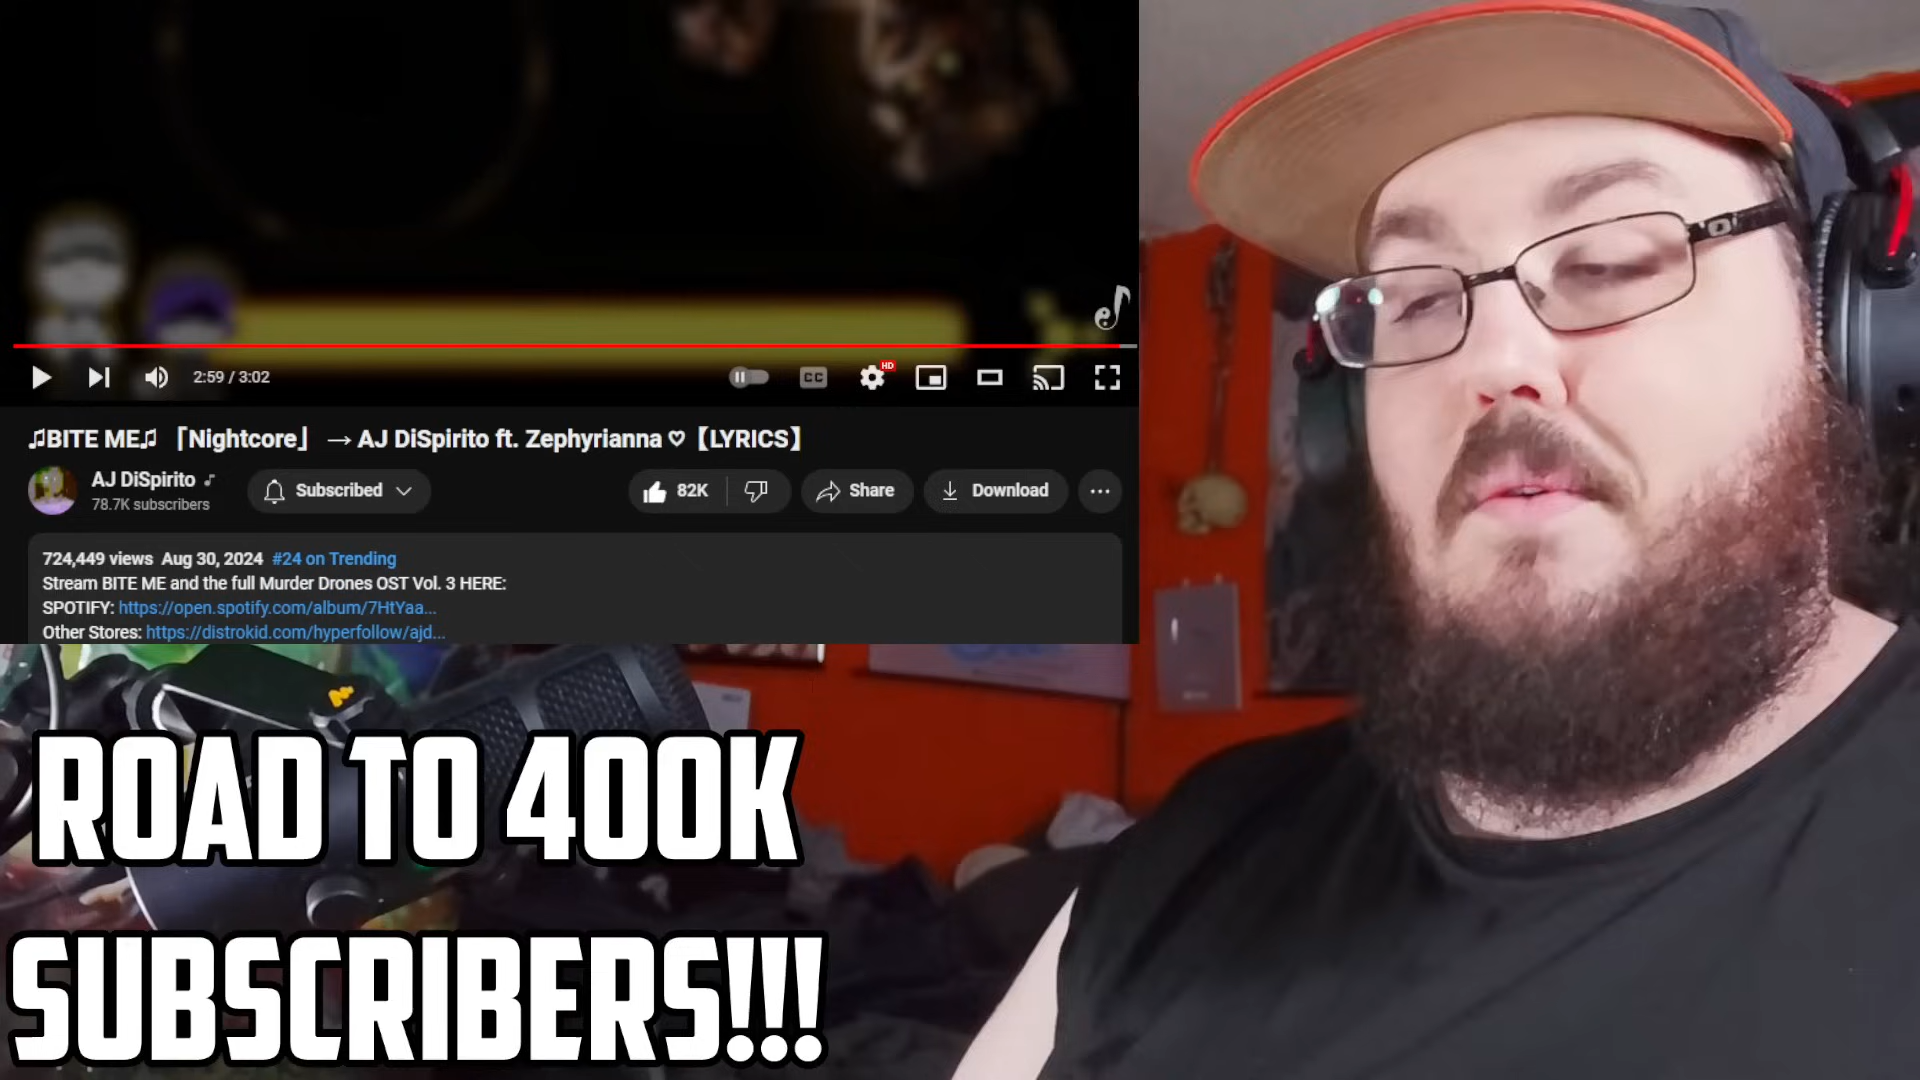 2:59 / 3:02
CC
HD
♫BITE ME♫ 「Nightcore」 → AJ DiSpirito ft. Zephyrianna ♡【LYRICS】
AJ DiSpirito
78.7K subscribers
Subscribed
82K
Share
Download
724,449 views Aug 30, 2024 #24 on Trending
Stream BITE ME and the full Murder Drones OST Vol. 3 HERE:
SPOTIFY: https://open.spotify.com/album/7HtYaa...
Other Stores: https://distrokid.com/hyperfollow/ajd...
ROAD TO 400K
SUBSCRIBERS!!!